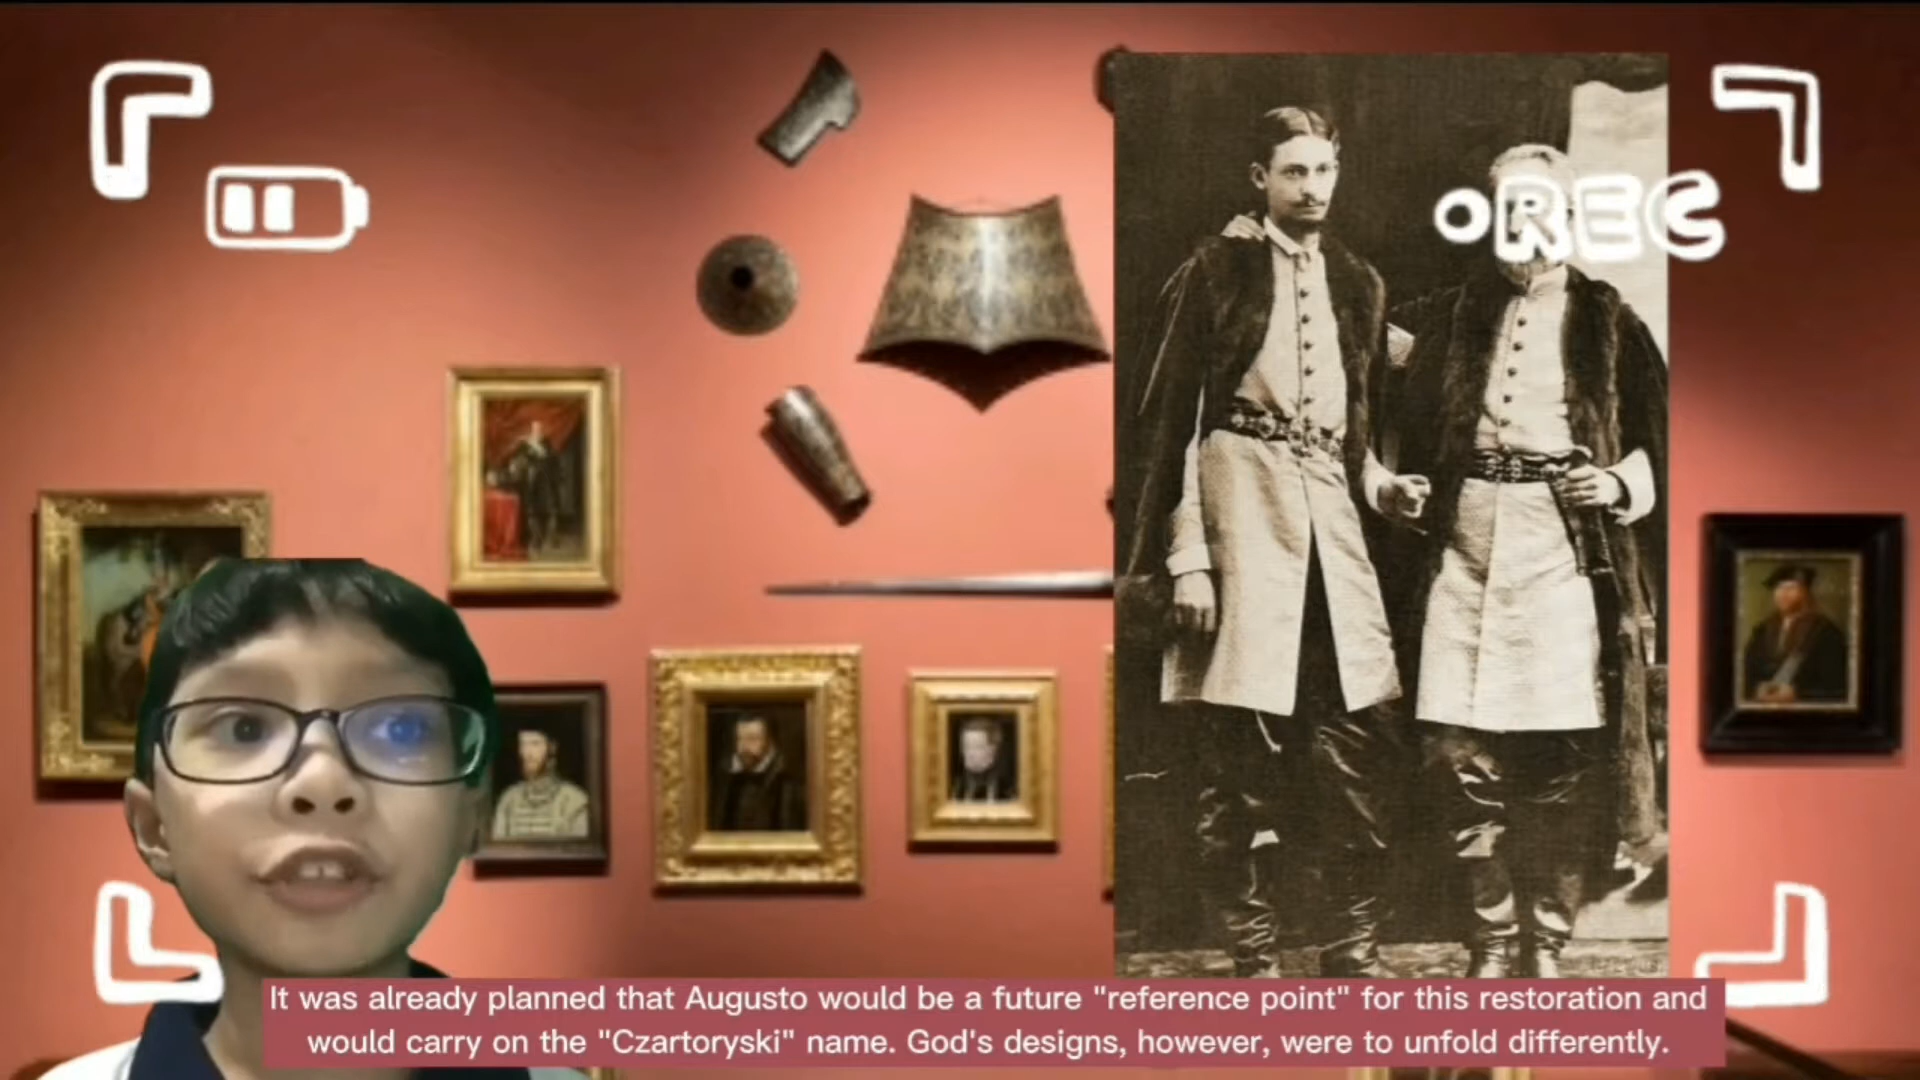 REC
It was already planned that Augusto would be a future "reference point" for this restoration and
would carry on the "Czartoryski" name. God's designs, however, were to unfold differently.